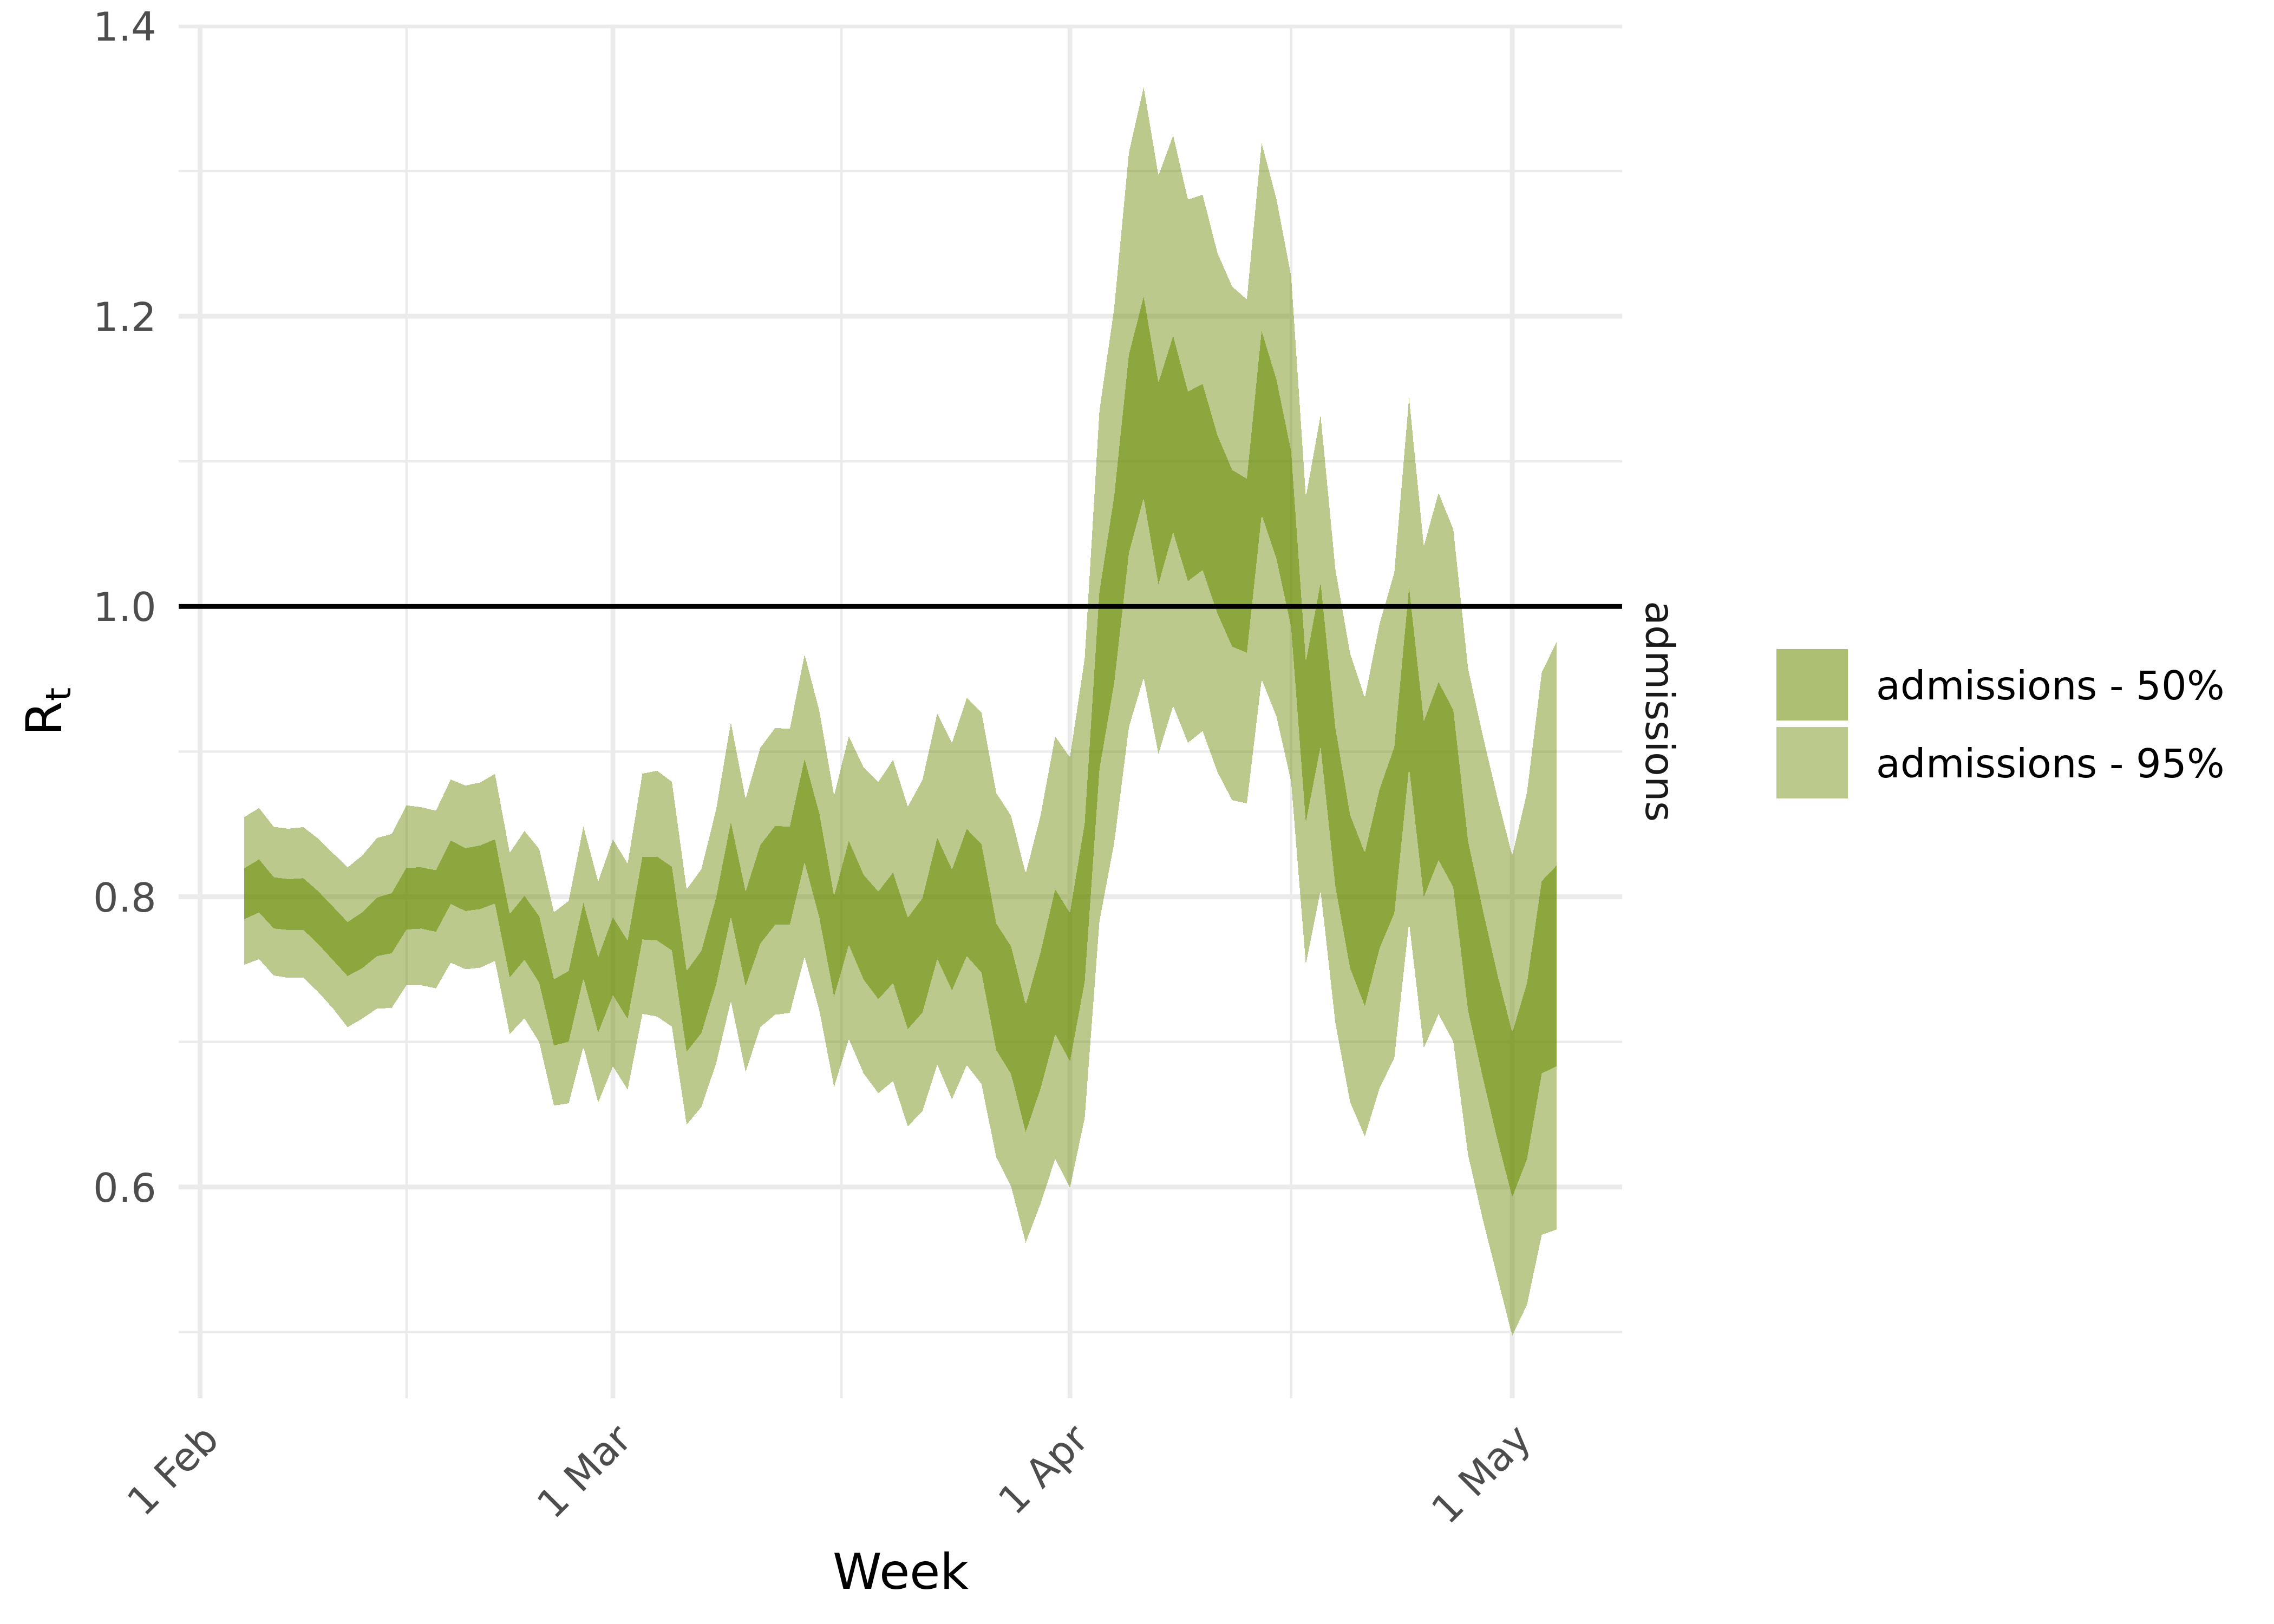 1.4
1.2
1.0
0.8
0.6
Rt
1 Feb
1 Mar
1 Apr
1 May
Week
admissions
admissions - 50%
admissions - 95%